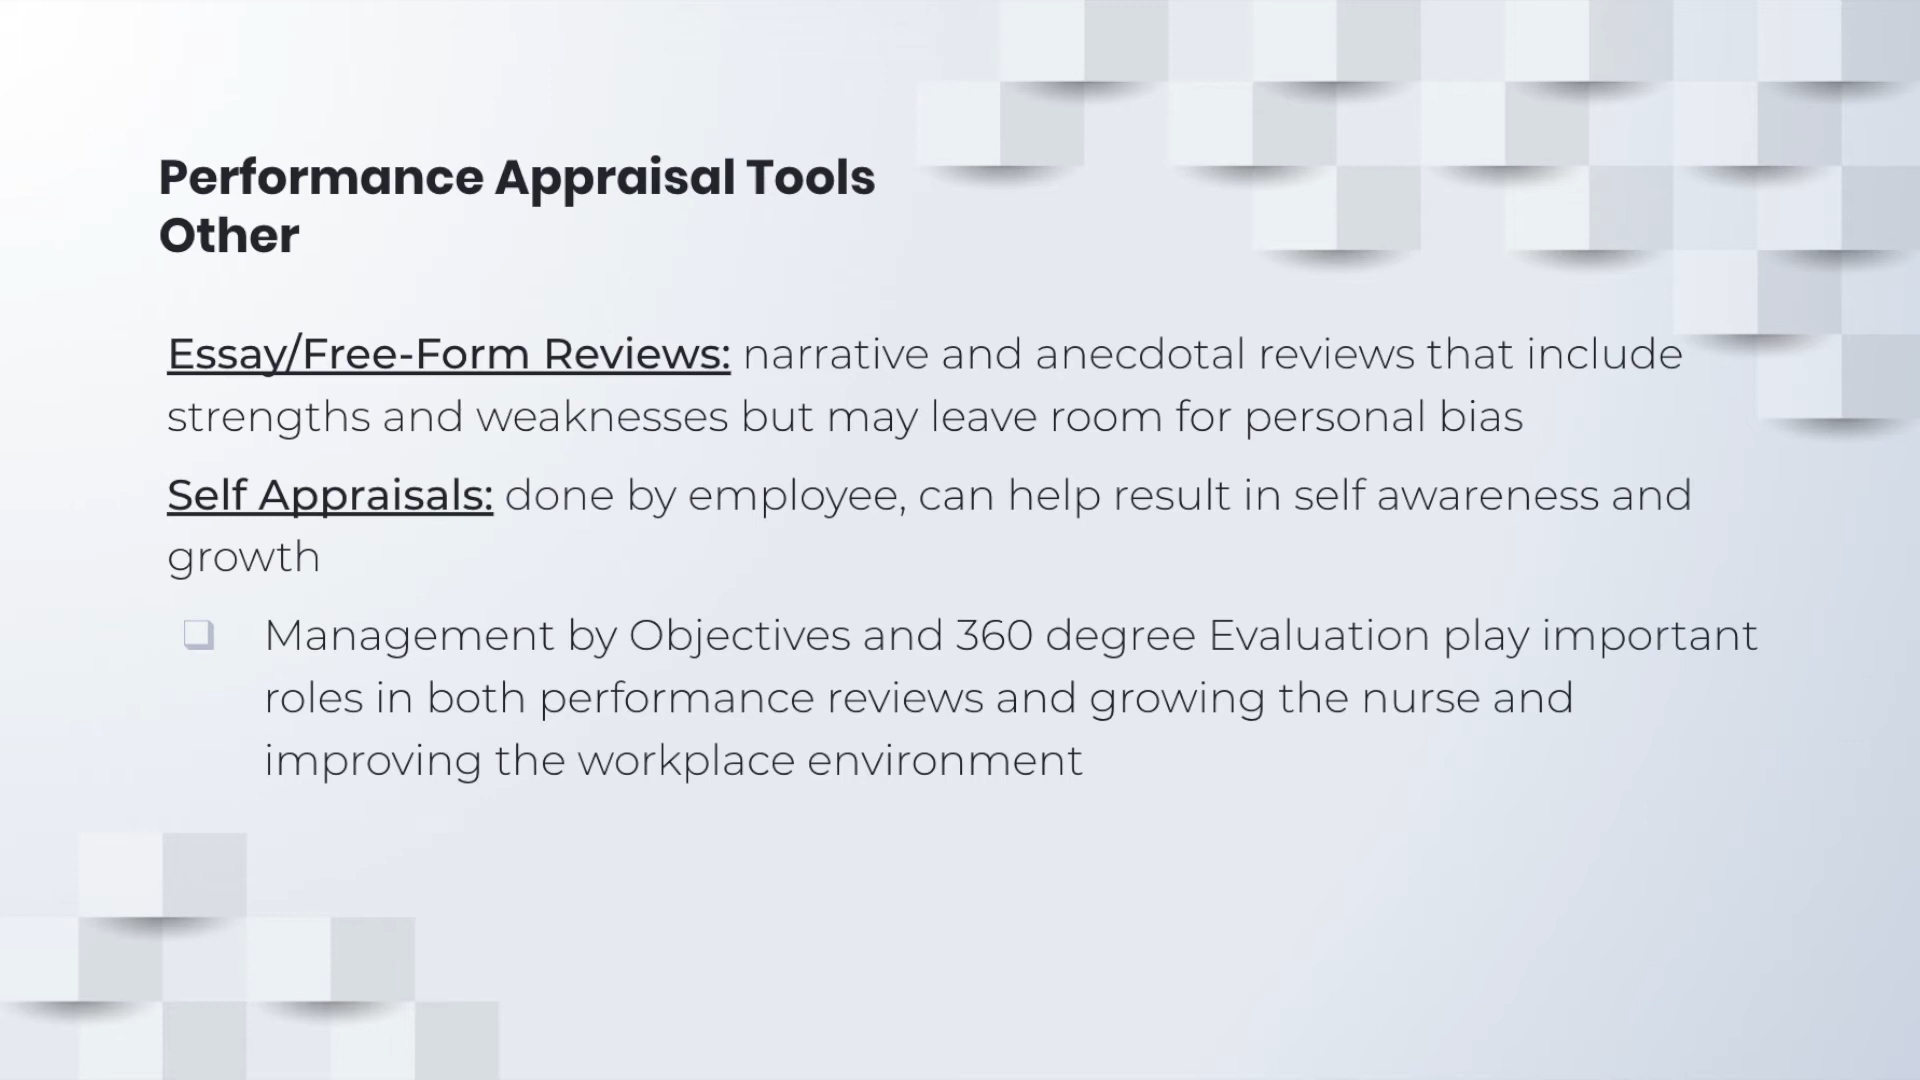 Performance Appraisal Tools
Other
Essay/Free-Form Reviews: narrative and anecdotal reviews that include
strengths and weaknesses but may leave room for personal bias
Self Appraisals: done by employee, can help result in self awareness and
growth
Management by Objectives and 360 degree Evaluation play important
roles in both performance reviews and growing the nurse and
improving the workplace environment